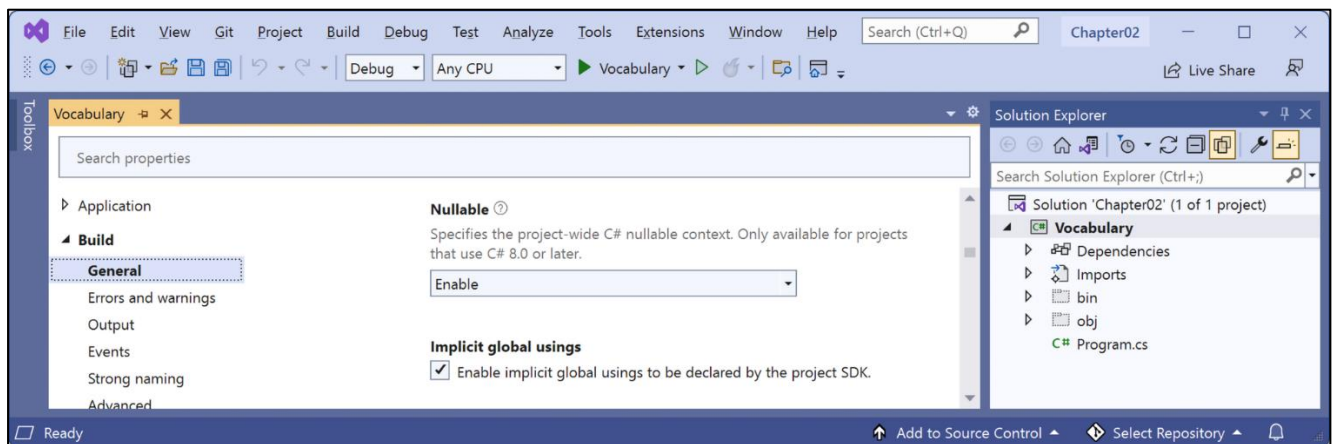 File Edit View Git Project Build Debug Test Analyze Tools Extensions Window Help Search (Ctrl+Q) Chapter02
Debug Any CPU Vocabulary Live Share
Toolbox
Vocabulary
Search properties
Application
Build
General
Errors and warnings
Output
Events
Strong naming
Advanced
Nullable
Specifies the project-wide C# nullable context. Only available for projects
that use C# 8.0 or later.
Enable
Implicit global usings
Enable implicit global usings to be declared by the project SDK.
Solution Explorer
Search Solution Explorer (Ctrl+;)
Solution 'Chapter02' (1 of 1 project)
C# Vocabulary
Dependencies
Imports
bin
obj
C# Program.cs
Ready Add to Source Control Select Repository